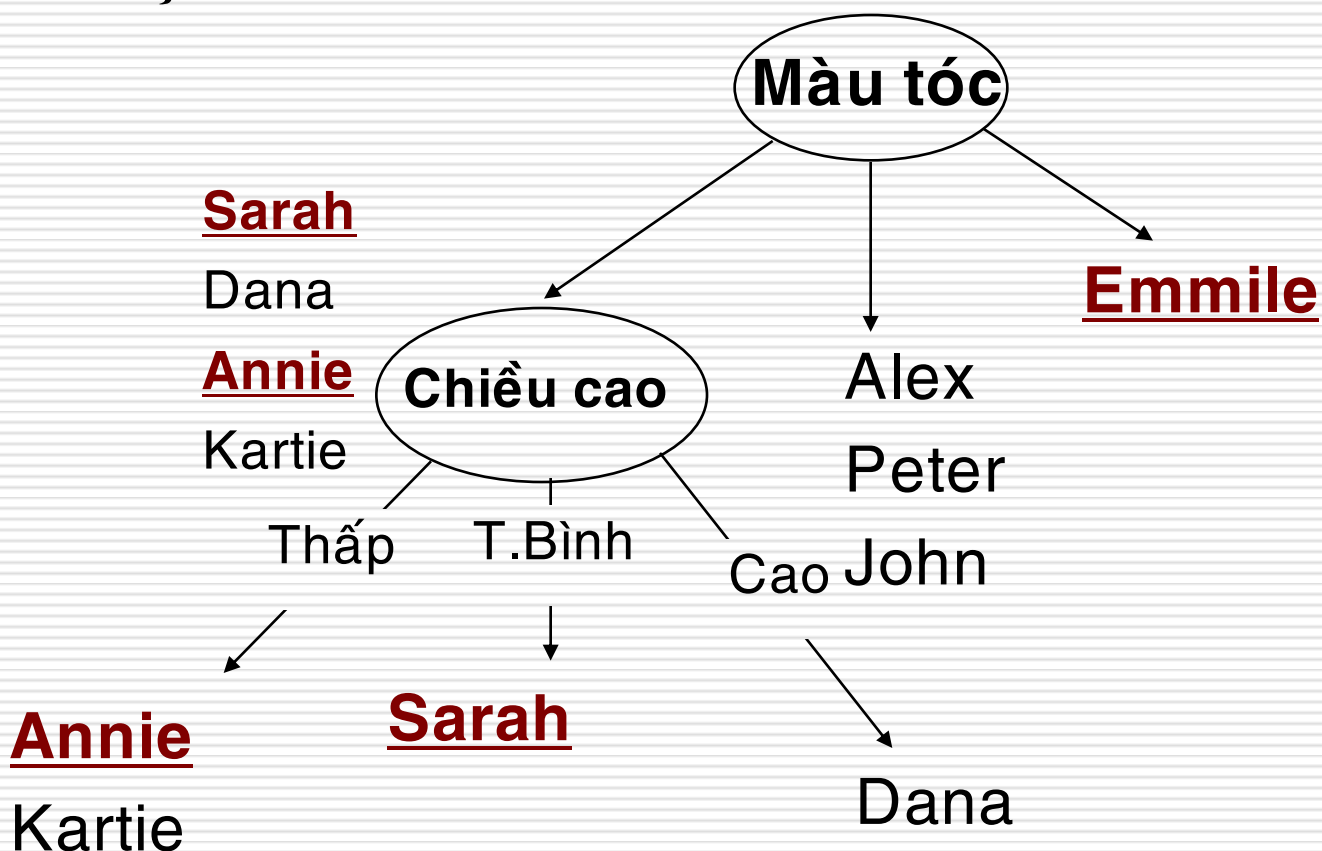 Màu tóc
Sarah
Dana
Annie
Kartie
Chiều cao
Emmile
Alex
Peter
John
Thấp
T.Bình
Cao
Annie
Kartie
Sarah
Dana